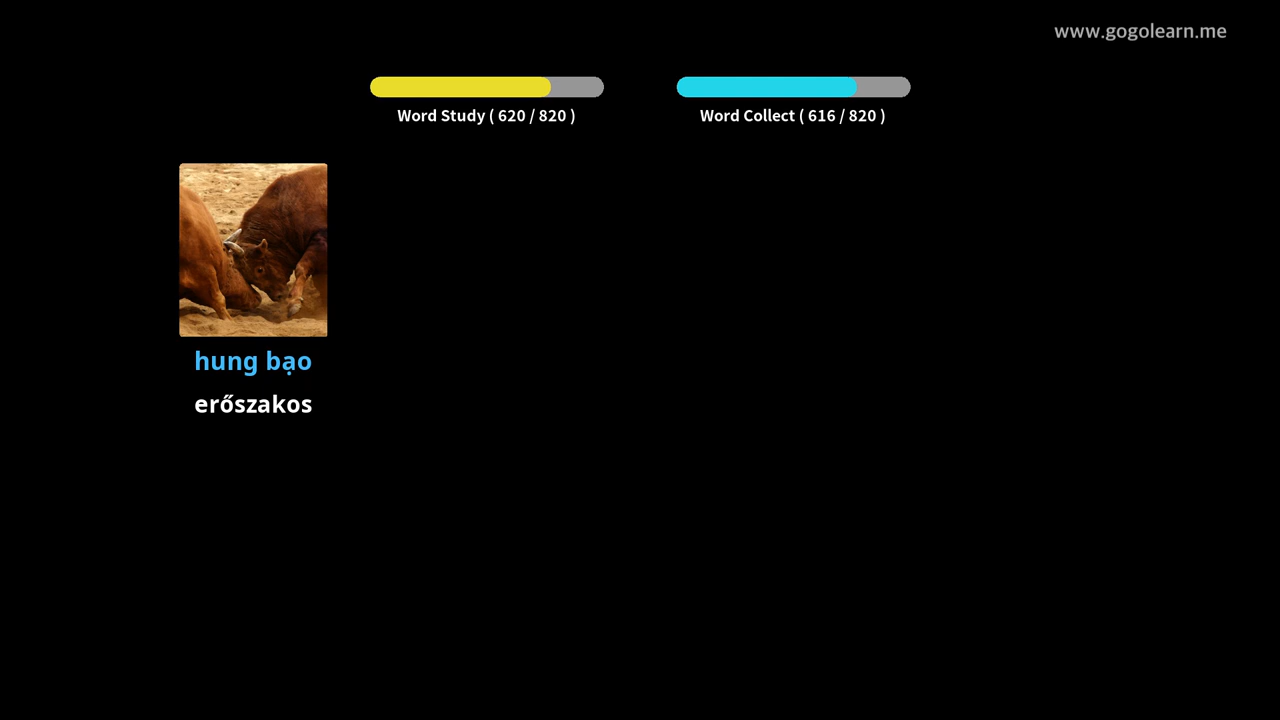 www.gogolearn.me
Word Study ( 620 / 820 )
Word Collect ( 616 / 820 )
hung bạo
erőszakos